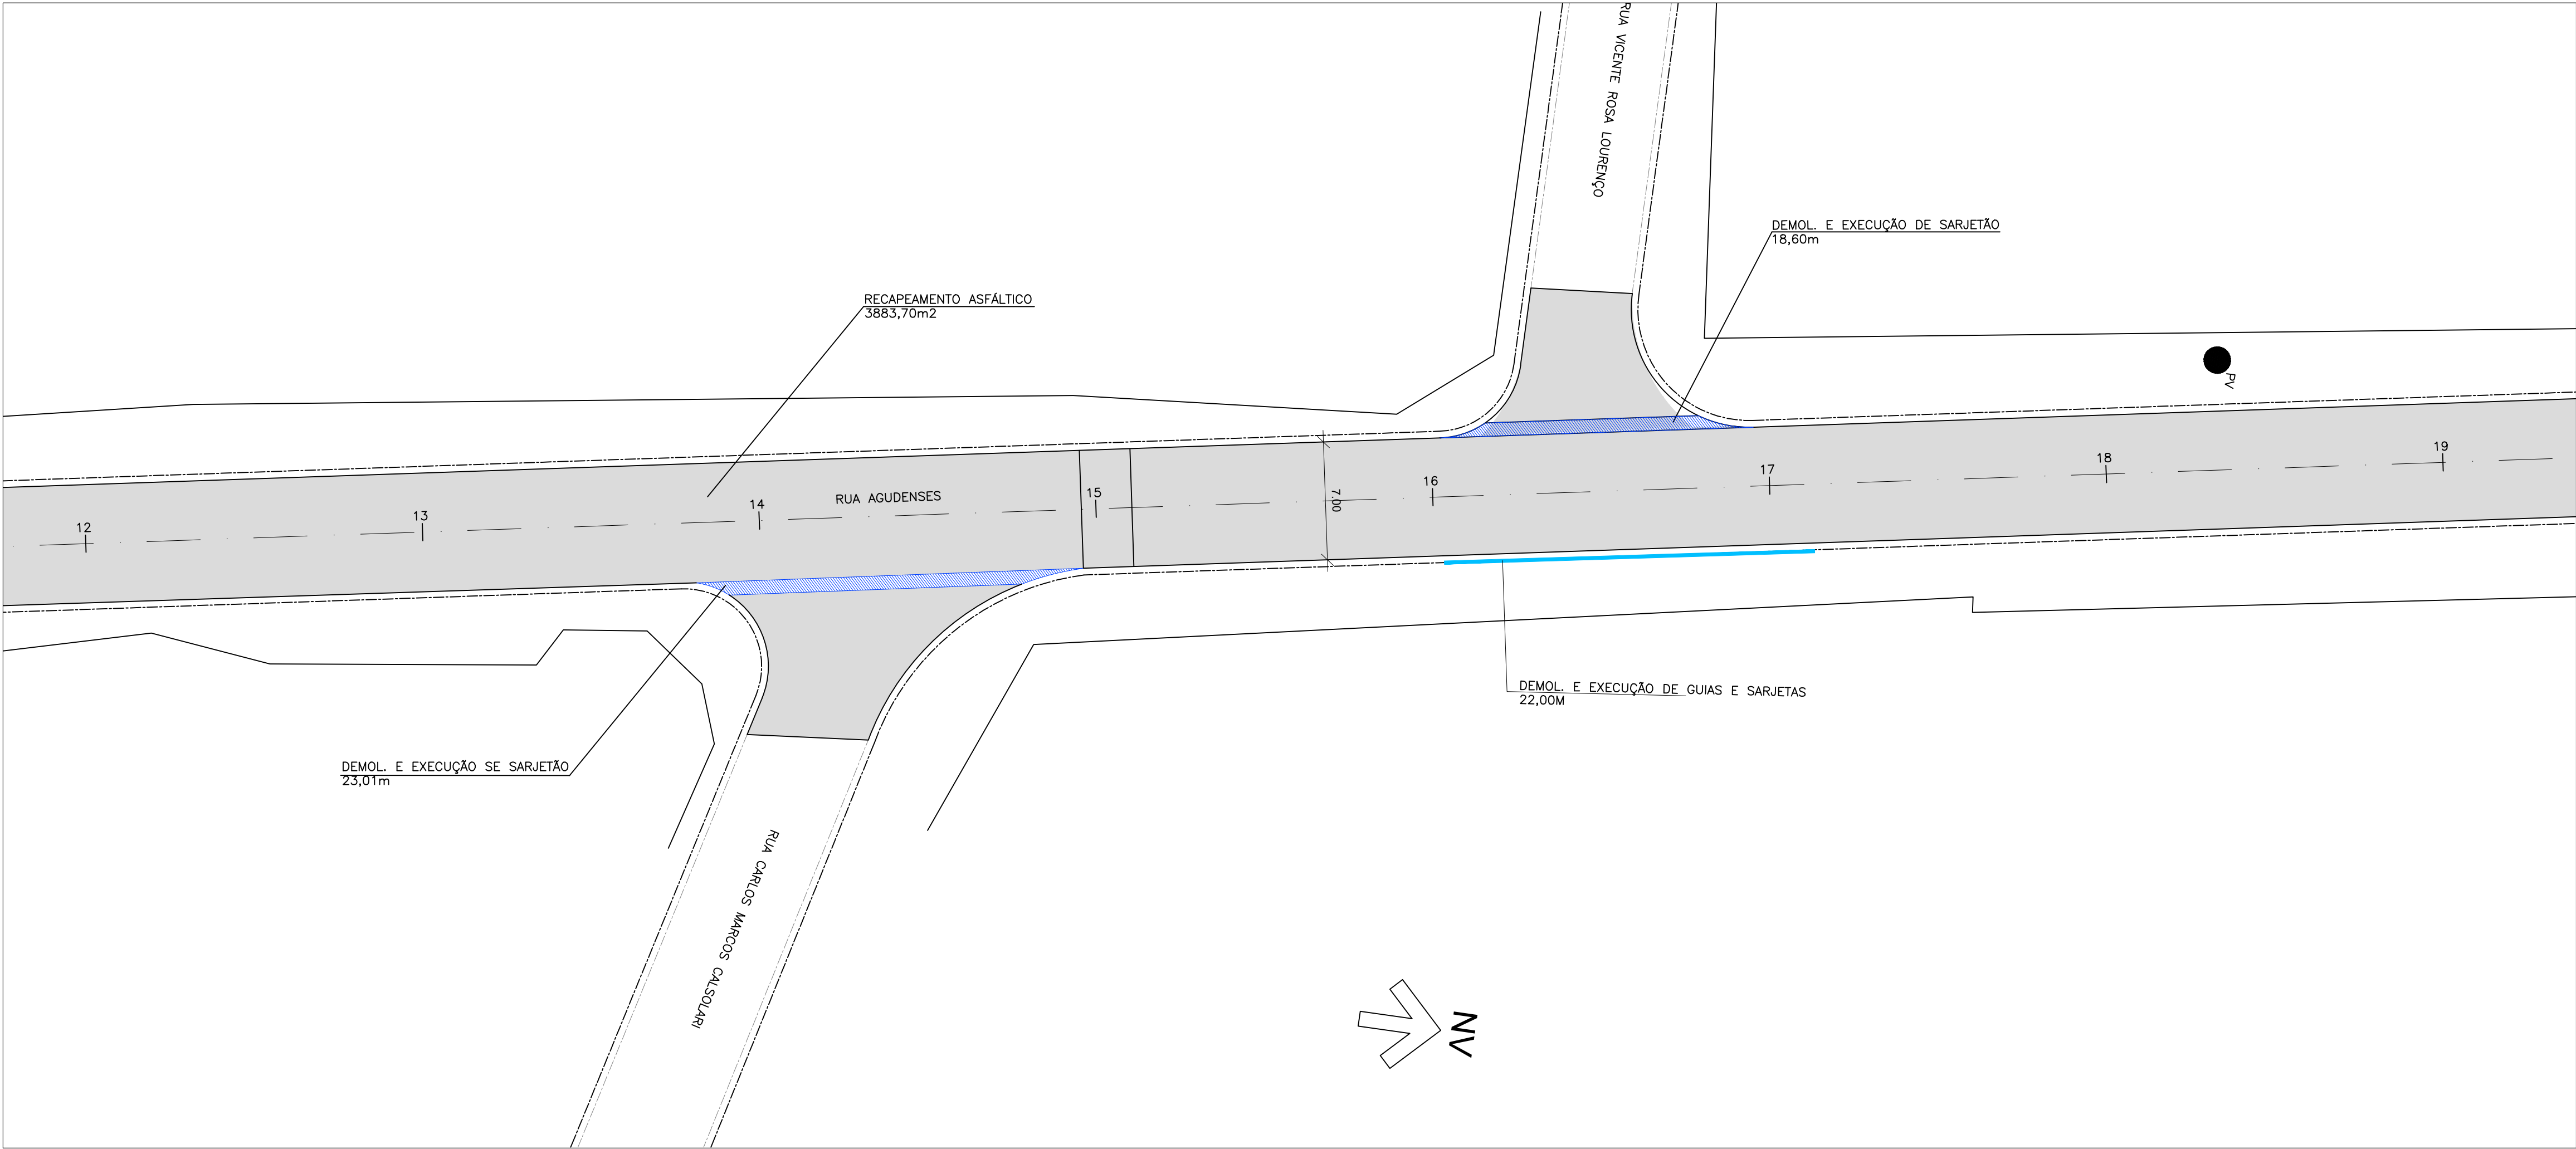 RUA VICENTE ROSA LOURENÇO
DEMOL. E EXECUÇÃO DE SARJETÃO
18,60m
RECAPEAMENTO ASFÁLTICO
3883,70m2
PV
12
13
14
RUA AGUDENSES
15
7.00
16
17
18
19
DEMOL. E EXECUÇÃO DE GUIAS E SARJETAS
22,00M
DEMOL. E EXECUÇÃO SE SARJETÃO
23,01m
RUA CARLOS MARCOS CALSOLARI
NV